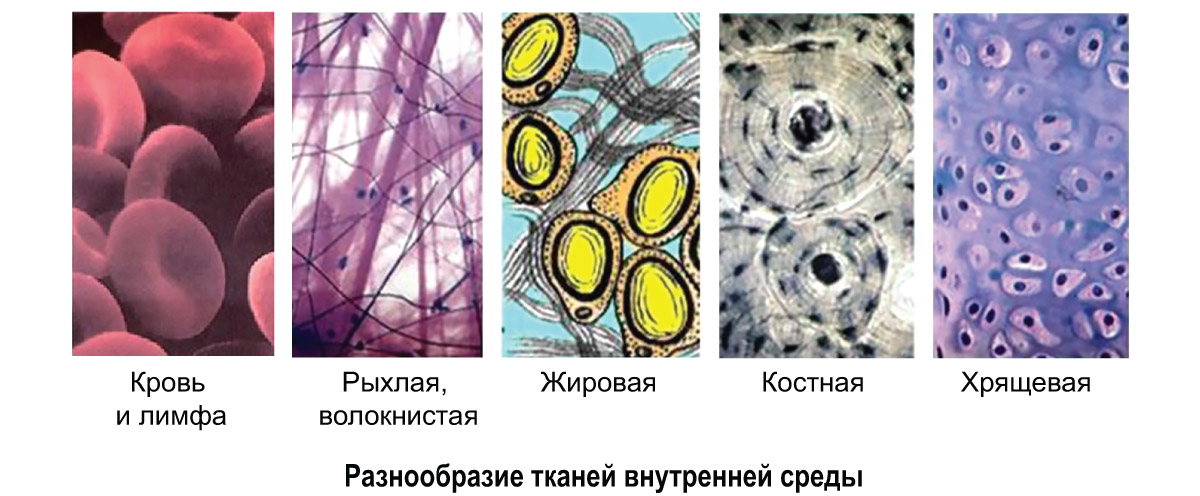 Кровь
и лимфа
Рыхлая,
волокнистая
Жировая
Костная
Хрящевая
Разнообразие тканей внутренней среды